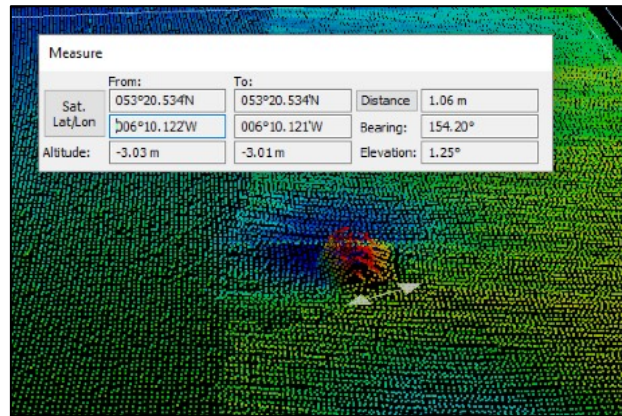 Measure
From: To:
Sat. Lat/Lon 053°20.534'N 053°20.534'N Distance 1.06 m
006°10.122'W 006°10.121'W Bearing: 154.20°
Altitude: -3.03 m -3.01 m Elevation: 1.25°